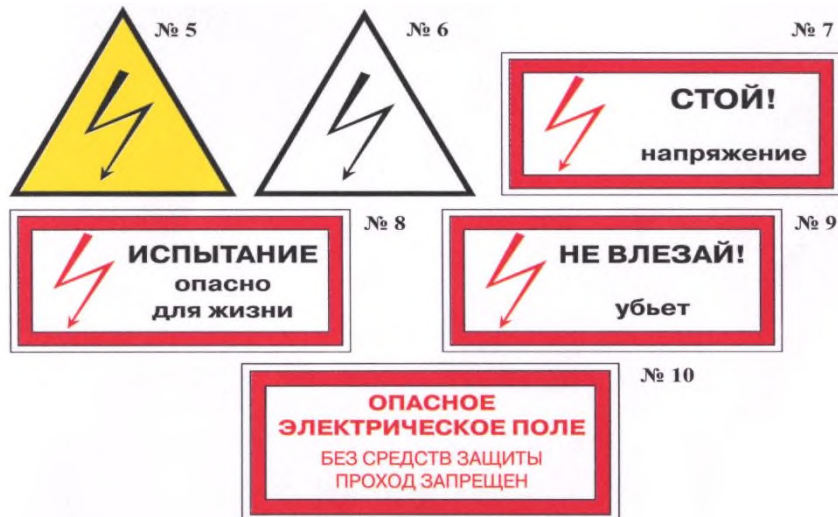 № 5
№ 6
№ 7
СТОЙ!
напряжение
№ 8
ИСПЫТАНИЕ
опасно
для жизни
№ 9
НЕ ВЛЕЗАЙ!
убьет
№ 10
ОПАСНОЕ
ЭЛЕКТРИЧЕСКОЕ ПОЛЕ
БЕЗ СРЕДСТВ ЗАЩИТЫ
ПРОХОД ЗАПРЕЩЕН